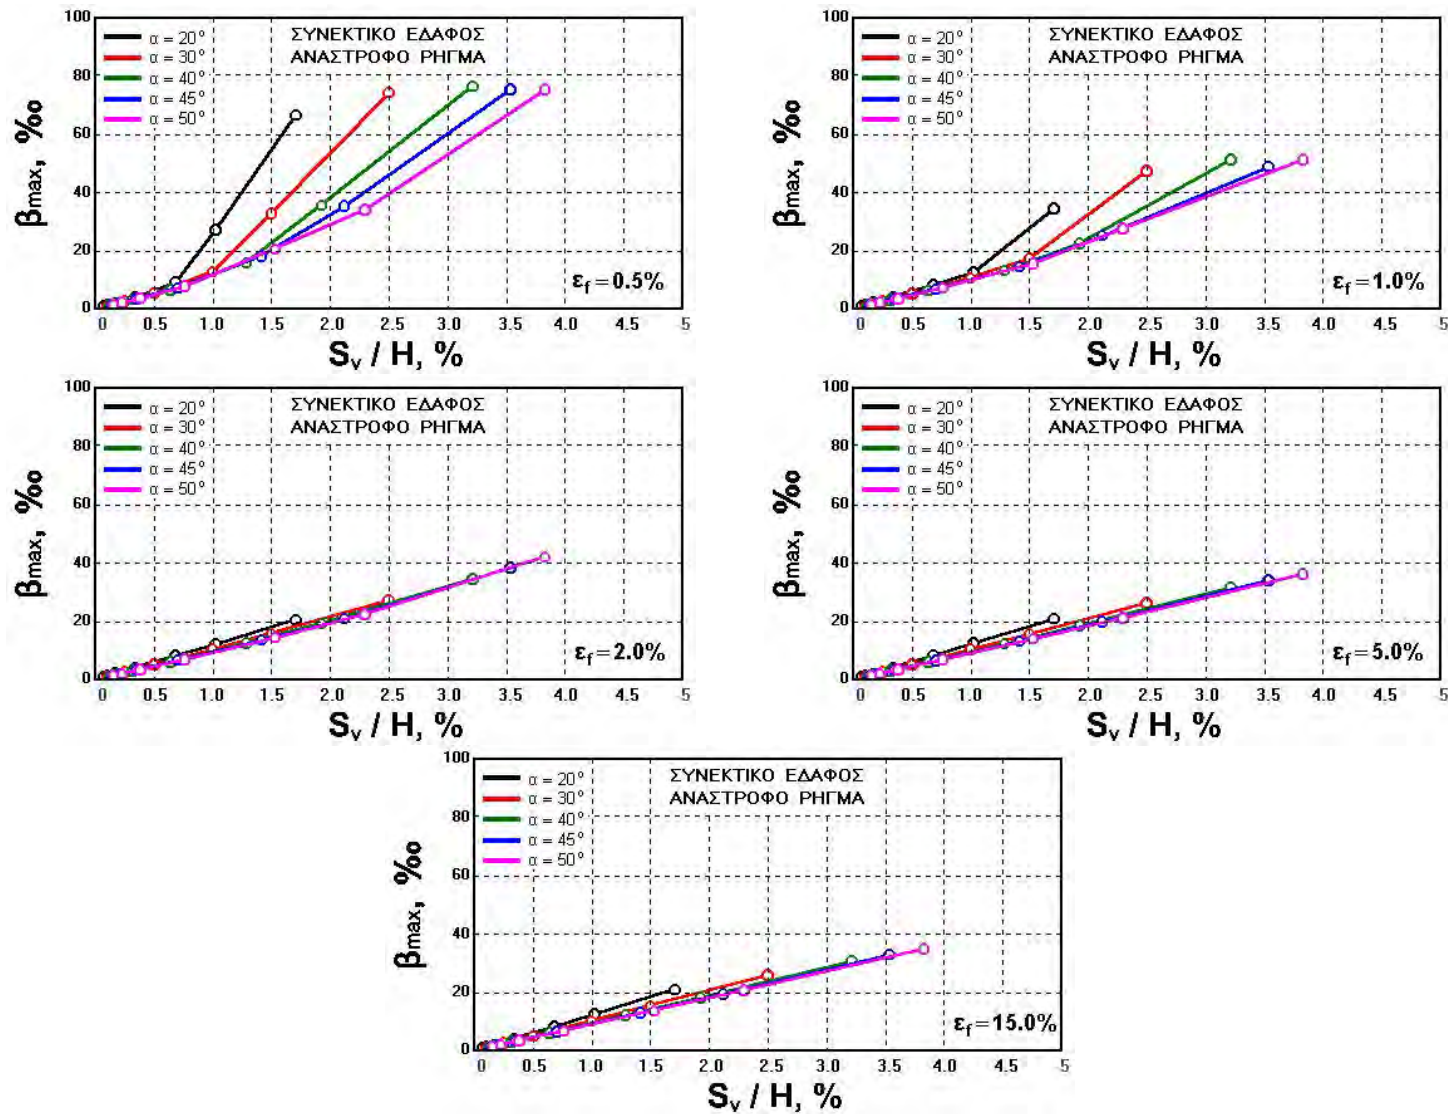 ΣΥΝΕΚΤΙΚΟ ΕΔΑΦΟΣ
ΑΝΑΣΤΡΟΦΟ ΡΗΓΜΑ
α = 20°
α = 30°
α = 40°
α = 45°
α = 50°
100
80
60
40
20
0
βmax, ‰
εf = 0.5%
0 0.5 1.0 1.5 2.0 2.5 3.0 3.5 4.0 4.5 5
Sv / H, %
ΣΥΝΕΚΤΙΚΟ ΕΔΑΦΟΣ
ΑΝΑΣΤΡΟΦΟ ΡΗΓΜΑ
α = 20°
α = 30°
α = 40°
α = 45°
α = 50°
100
80
60
40
20
0
βmax, ‰
εf = 1.0%
0 0.5 1.0 1.5 2.0 2.5 3.0 3.5 4.0 4.5 5
Sv / H, %
ΣΥΝΕΚΤΙΚΟ ΕΔΑΦΟΣ
ΑΝΑΣΤΡΟΦΟ ΡΗΓΜΑ
α = 20°
α = 30°
α = 40°
α = 45°
α = 50°
100
80
60
40
20
0
βmax, ‰
εf = 2.0%
0 0.5 1.0 1.5 2.0 2.5 3.0 3.5 4.0 4.5 5
Sv / H, %
ΣΥΝΕΚΤΙΚΟ ΕΔΑΦΟΣ
ΑΝΑΣΤΡΟΦΟ ΡΗΓΜΑ
α = 20°
α = 30°
α = 40°
α = 45°
α = 50°
100
80
60
40
20
0
βmax, ‰
εf = 5.0%
0 0.5 1.0 1.5 2.0 2.5 3.0 3.5 4.0 4.5 5
Sv / H, %
ΣΥΝΕΚΤΙΚΟ ΕΔΑΦΟΣ
ΑΝΑΣΤΡΟΦΟ ΡΗΓΜΑ
α = 20°
α = 30°
α = 40°
α = 45°
α = 50°
100
80
60
40
20
0
βmax, ‰
εf = 15.0%
0 0.5 1.0 1.5 2.0 2.5 3.0 3.5 4.0 4.5 5
Sv / H, %